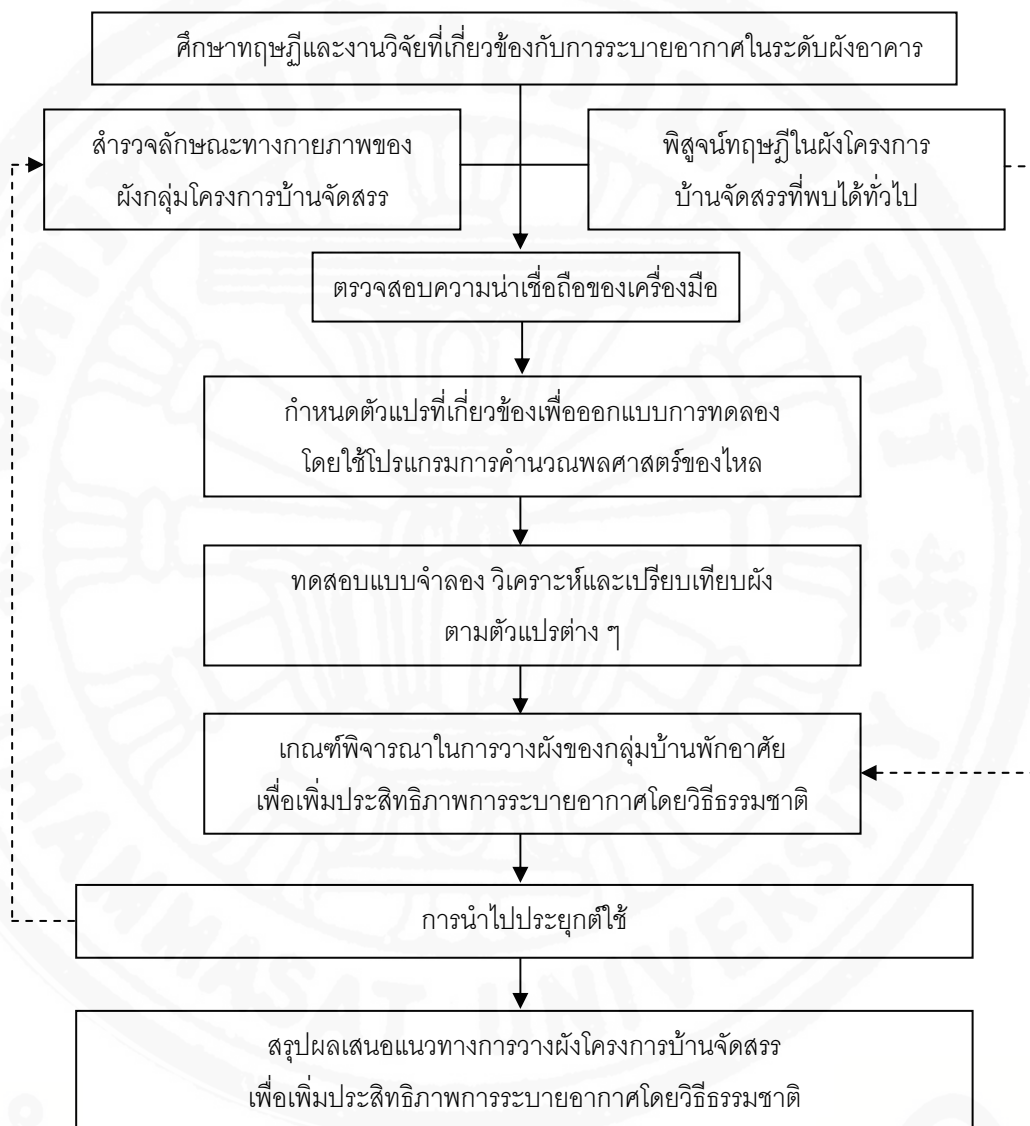 ศึกษาทฤษฎีและงานวิจัยที่เกี่ยวข้องกับการระบายอากาศในระดับผังอาคาร
สำรวจลักษณะทางกายภาพของ
ผังกลุ่มโครงการบ้านจัดสรร
พิสูจน์ทฤษฎีในผังโครงการ
บ้านจัดสรรที่พบได้ทั่วไป
ตรวจสอบความน่าเชื่อถือของเครื่องมือ
กำหนดตัวแปรที่เกี่ยวข้องเพื่อออกแบบการทดลอง
โดยใช้โปรแกรมการคำนวณพลศาสตร์ของไหล
ทดสอบแบบจำลอง วิเคราะห์และเปรียบเทียบผัง
ตามตัวแปรต่าง ๆ
เกณฑ์พิจารณาในการวางผังของกลุ่มบ้านพักอาศัย
เพื่อเพิ่มประสิทธิภาพการระบายอากาศโดยวิธีธรรมชาติ
การนำไปประยุกต์ใช้
สรุปผลเสนอแนวทางการวางผังโครงการบ้านจัดสรร
เพื่อเพิ่มประสิทธิภาพการระบายอากาศโดยวิธีธรรมชาติ
THAMMASAT UNIVERSITY